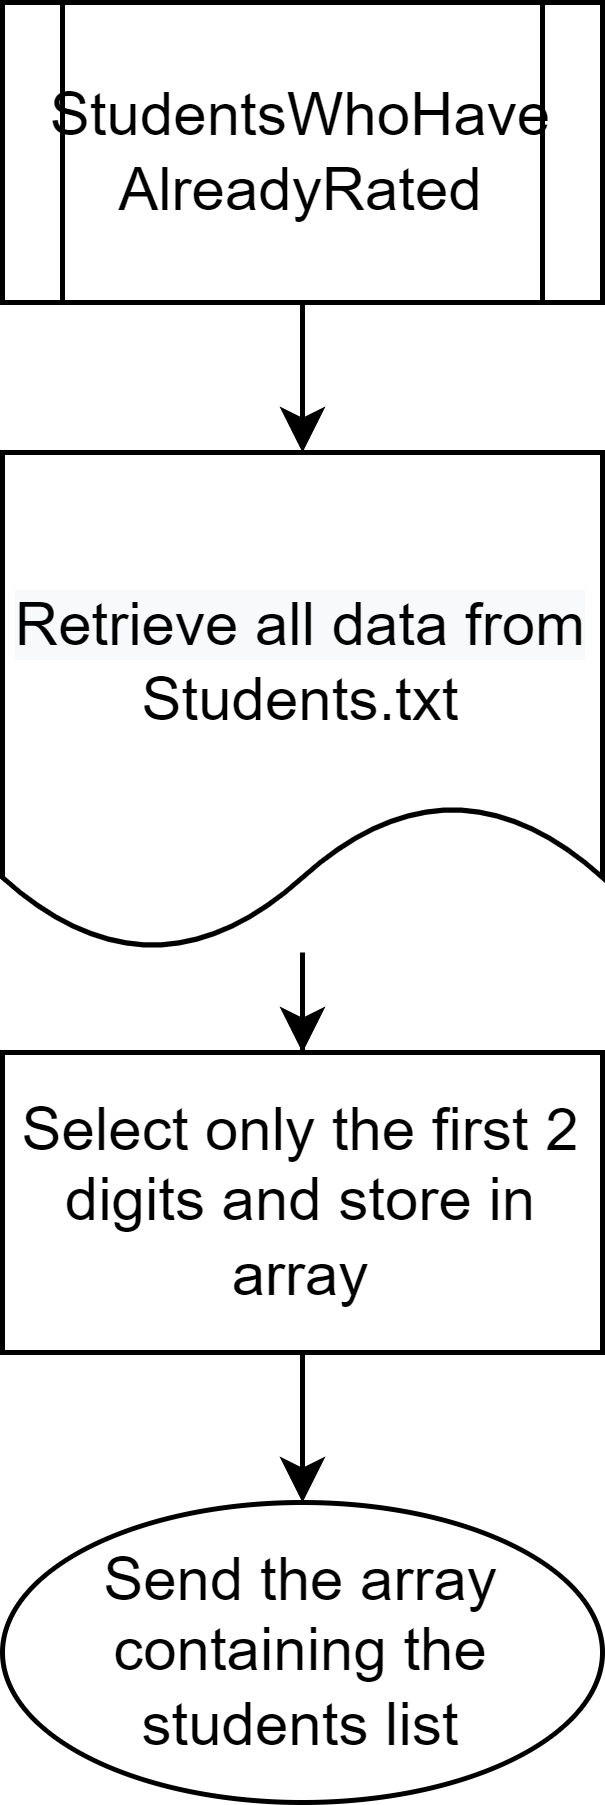 StudentsWhoHave
AlreadyRated
Retrieve all data from
Students.txt
Select only the first 2
digits and store in
array
Send the array
containing the
students list